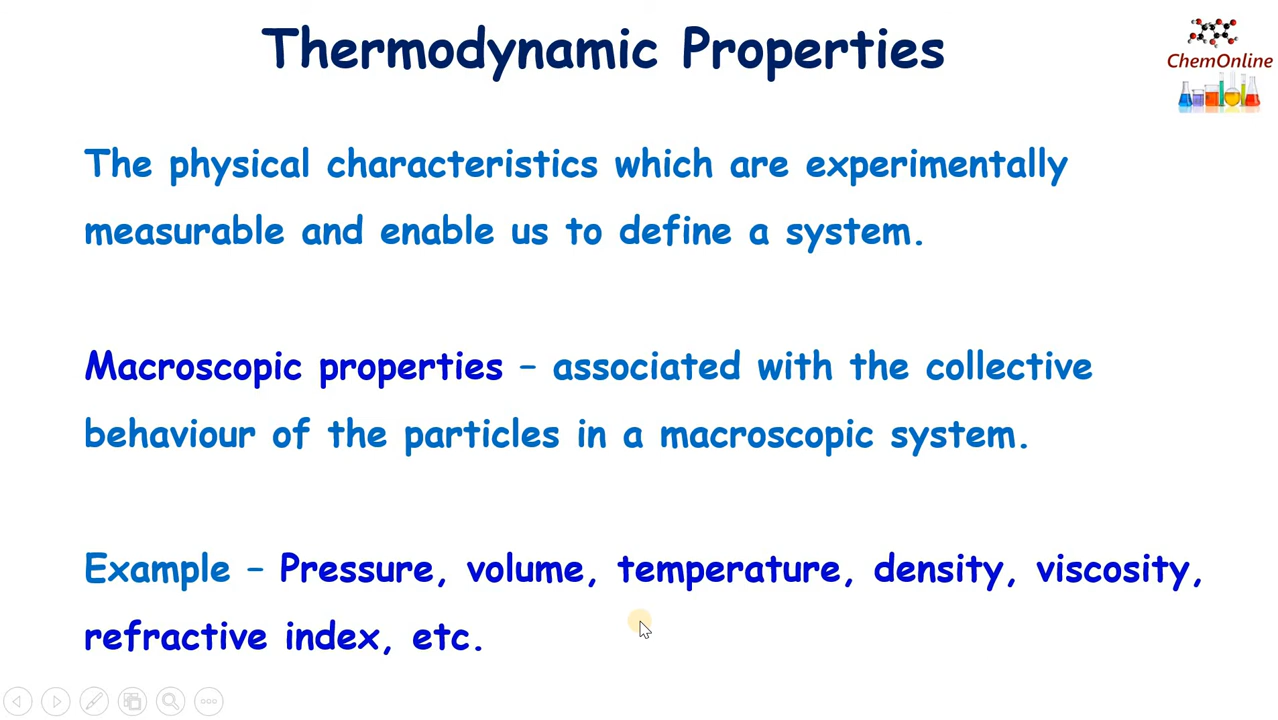 Thermodynamic Properties
ChemOnline
The physical characteristics which are experimentally
measurable and enable us to define a system.
Macroscopic properties – associated with the collective
behaviour of the particles in a macroscopic system.
Example – Pressure, volume, temperature, density, viscosity,
refractive index, etc.